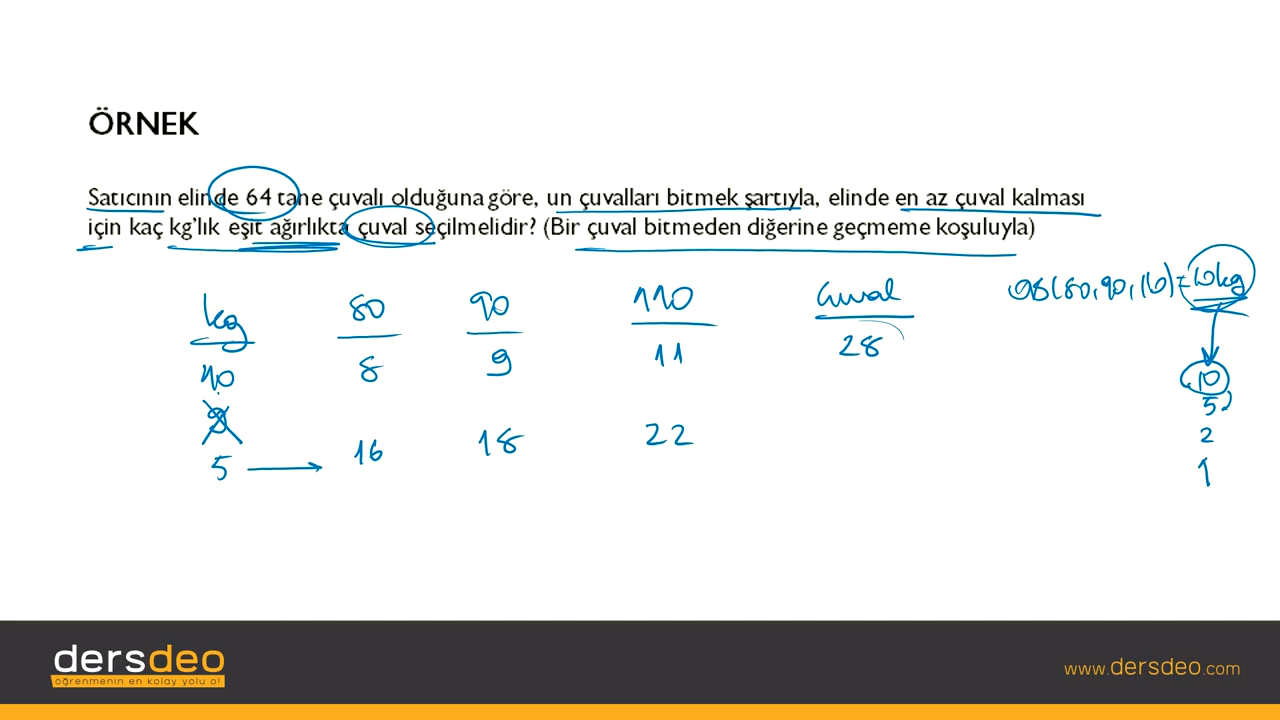 ÖRNEK
Satıcının elinde 64 tane çuvalı olduğuna göre, un çuvalları bitmek şartıyla, elinde en az çuval kalması
için kaç kg'lık eşit ağırlıkta çuval seçilmelidir? (Bir çuval bitmeden diğerine geçmeme koşuluyla)
kg 80 90 110 Çuval
10 8 9 11 28
9
5 16 18 22
= 10kg
10
5
2
1
dersdeo
öğrenmenin en kolay yolu o!
www.dersdeo.com